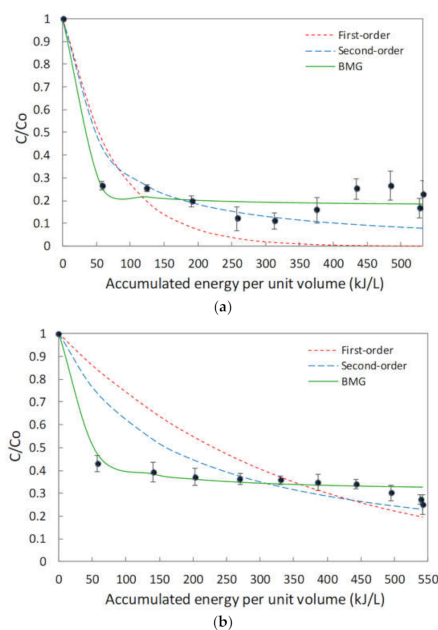 1
0.9
0.8
0.7
0.6
0.5
0.4
0.3
0.2
0.1
0
C/Co
First-order
Second-order
BMG
0 50 100 150 200 250 300 350 400 450 500
Accumulated energy per unit volume (kJ/L)
(a)
1
0.9
0.8
0.7
0.6
0.5
0.4
0.3
0.2
0.1
0
C/Co
First-order
Second-order
BMG
0 50 100 150 200 250 300 350 400 450 500 550
Accumulated energy per unit volume (kJ/L)
(b)